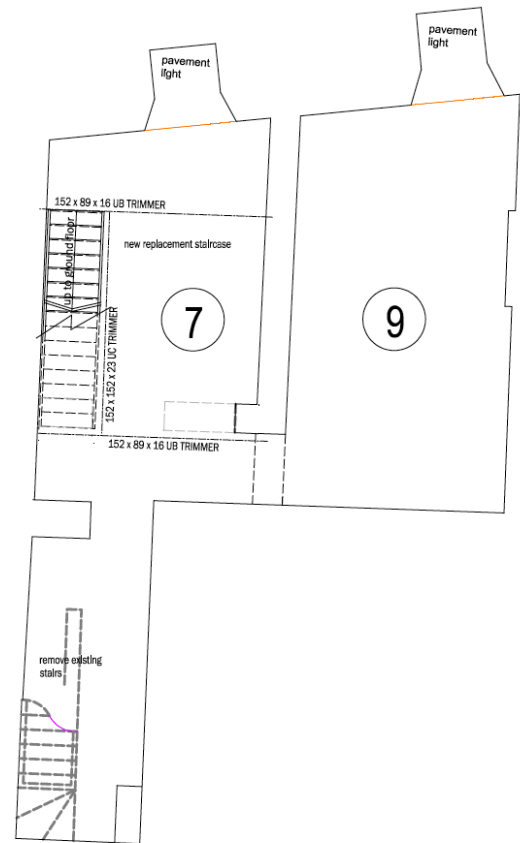 pavement
light
pavement
light
152 x 89 x 16 UB TRIMMER
up to ground floor
new replacement staircase
7
9
152 x 152 x 23 UC TRIMMER
152 x 89 x 16 UB TRIMMER
remove existing
stairs